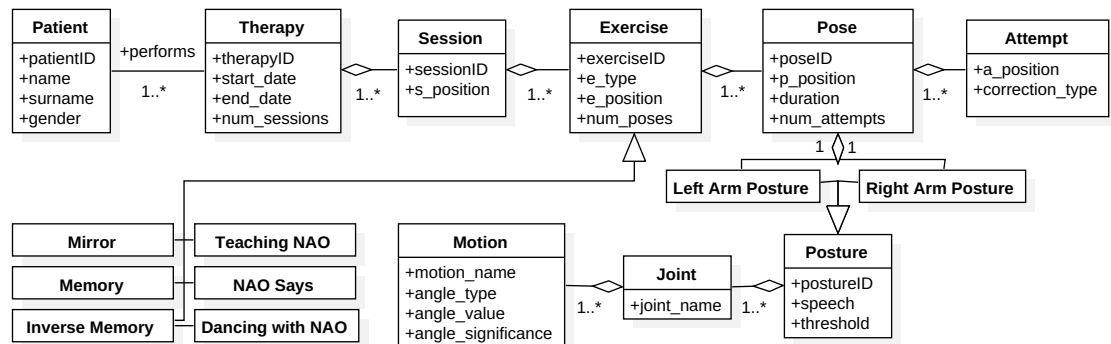 Patient
+patientID
+name
+surname
+gender
+performs
1..*
Therapy
+therapyID
+start_date
+end_date
+num_sessions
1..*
Session
+sessionID
+s_position
1..*
Exercise
+exerciseID
+e_type
+e_position
+num_poses
1..*
Pose
+poseID
+p_position
+duration
+num_attempts
1..*
Attempt
+a_position
+correction_type
1 1
Left Arm Posture
Right Arm Posture
Mirror
Teaching NAO
Memory
NAO Says
Inverse Memory
Dancing with NAO
Motion
+motion_name
+angle_type
+angle_value
+angle_significance
1..*
Joint
+joint_name
1..*
Posture
+postureID
+speech
+threshold